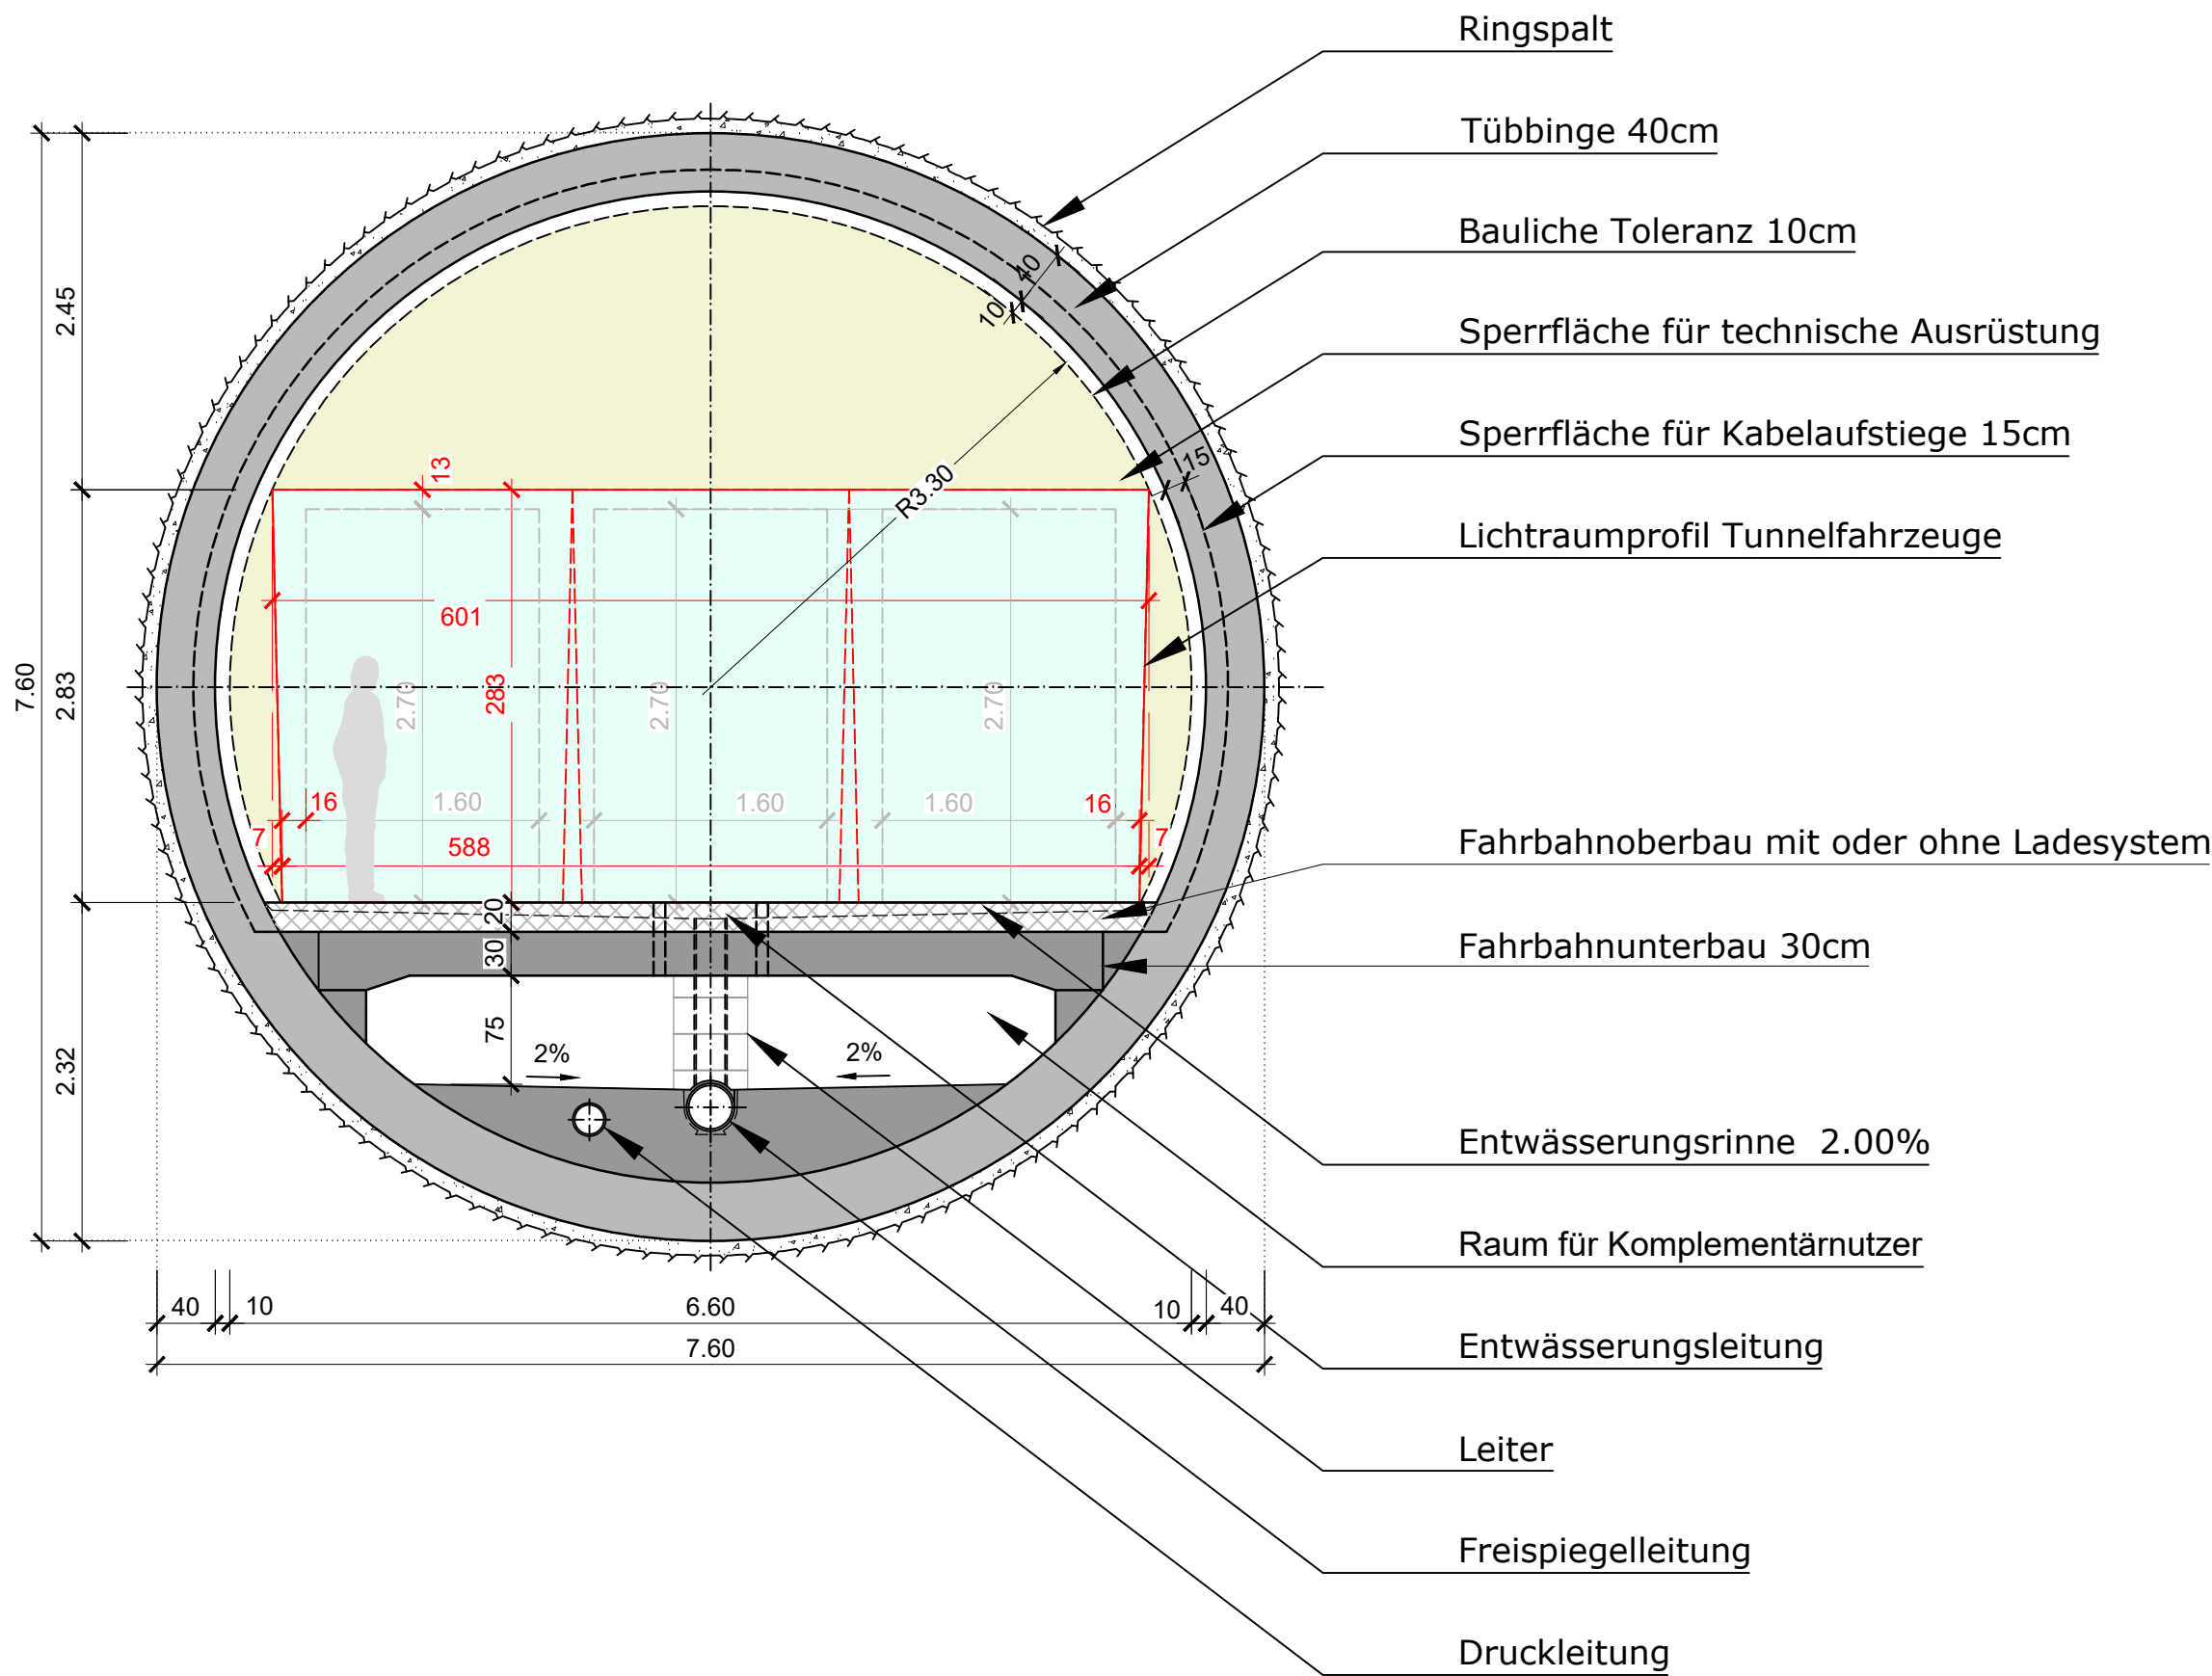 Ringspalt
Tübbinge 40cm
Bauliche Toleranz 10cm
Sperrfläche für technische Ausrüstung
Sperrfläche für Kabelaufstiege 15cm
Lichtraumprofil Tunnelfahrzeuge
Fahrbahnoberbau mit oder ohne Ladesystem
Fahrbahnunterbau 30cm
Entwässerungsrinne 2.00%
Raum für Komplementärnutzer
Entwässerungsleitung
Leiter
Freispiegelleitung
Druckleitung
7.60
2.45
2.83
2.32
40
10
15
R3.30
13
601
283
2.70
2.70
2.70
16
1.60
1.60
1.60
16
7
588
7
20
30
75
2%
2%
40
10
6.60
10
40
7.60